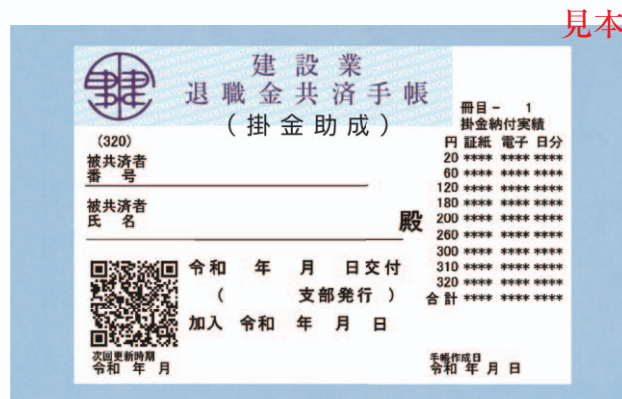 見本
建設業
退職金共済手帳
(掛金助成)
(320)
被共済者
番 号
被共済者
氏 名
殿
令和 年 月 日交付
( 支部発行 )
加入 令和 年 月 日
次回更新時期
令和 年 月
冊目- 1
掛金納付実績
円 証紙 電子 日分
20 **** **** ****
60 **** **** ****
120 **** **** ****
180 **** **** ****
200 **** **** ****
260 **** **** ****
300 **** **** ****
310 **** **** ****
320 **** **** ****
合計 **** **** ****
手帳作成日
令和 年 月 日